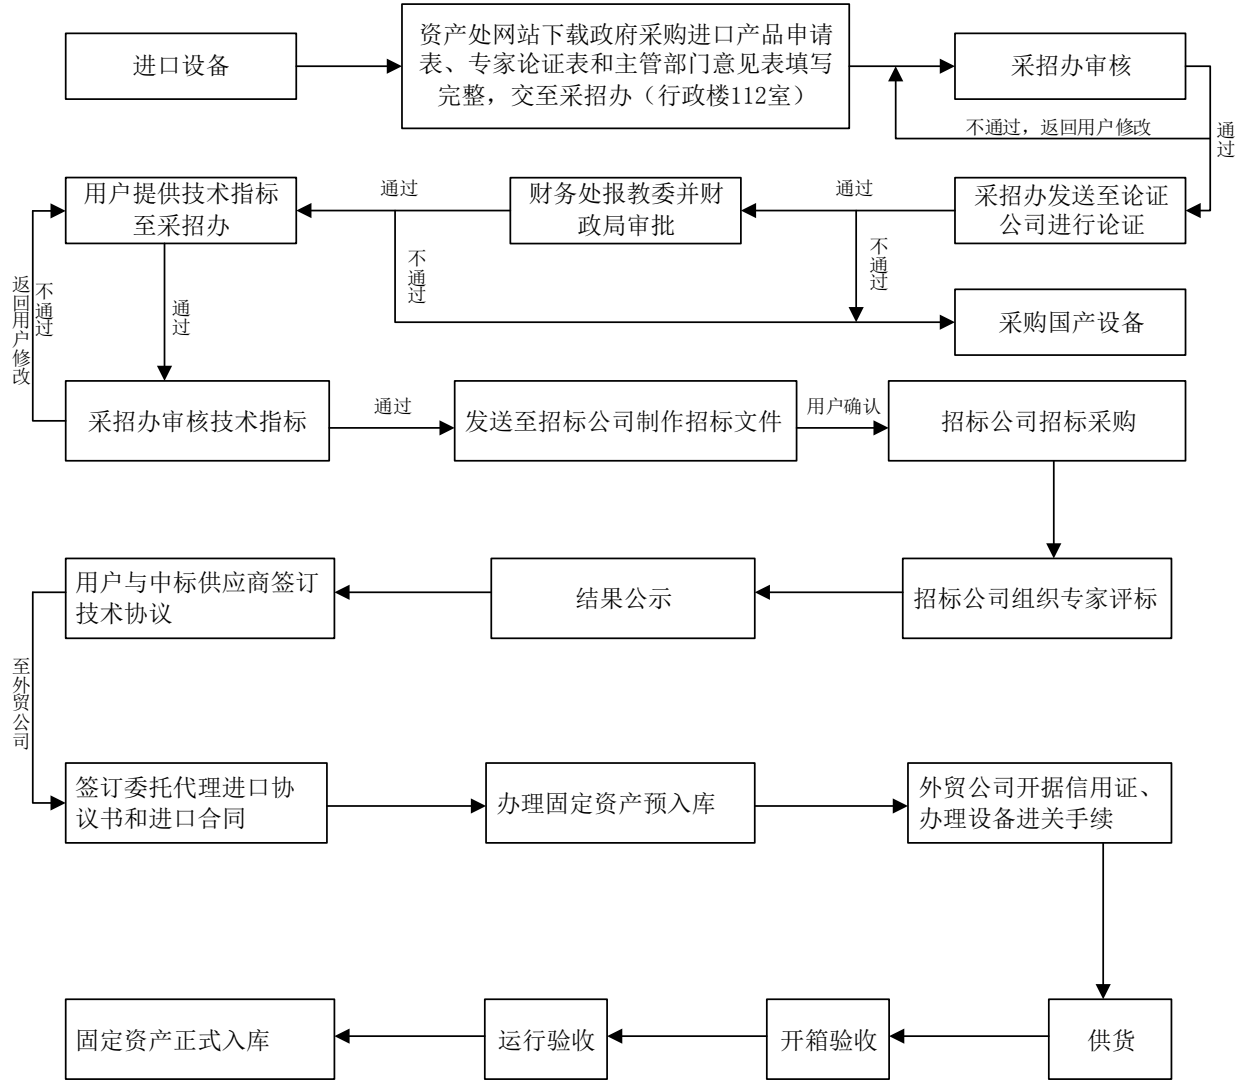 进口设备
资产处网站下载政府采购进口产品申请
表、专家论证表和主管部门意见表填写
完整，交至采招办（行政楼112室）
采招办审核
不通过，返回用户修改
通过
用户提供技术指标
至采招办
通过
财务处报教委并财
政局审批
通过
采招办发送至论证
公司进行论证
不通过
不通过
采购国产设备
返回用户修改
不通过
通过
采招办审核技术指标
通过
发送至招标公司制作招标文件
用户确认
招标公司招标采购
用户与中标供应商签订
技术协议
结果公示
招标公司组织专家评标
至外贸公司
签订委托代理进口协
议书和进口合同
办理固定资产预入库
外贸公司开据信用证、
办理设备进关手续
固定资产正式入库
运行验收
开箱验收
供货